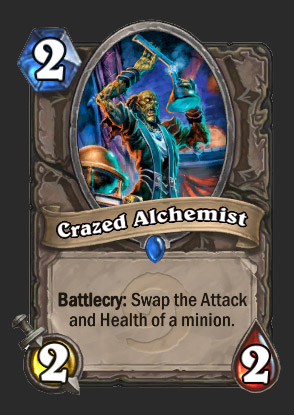 2
Crazed Alchemist
Battlecry: Swap the Attack
and Health of a minion.
2
2